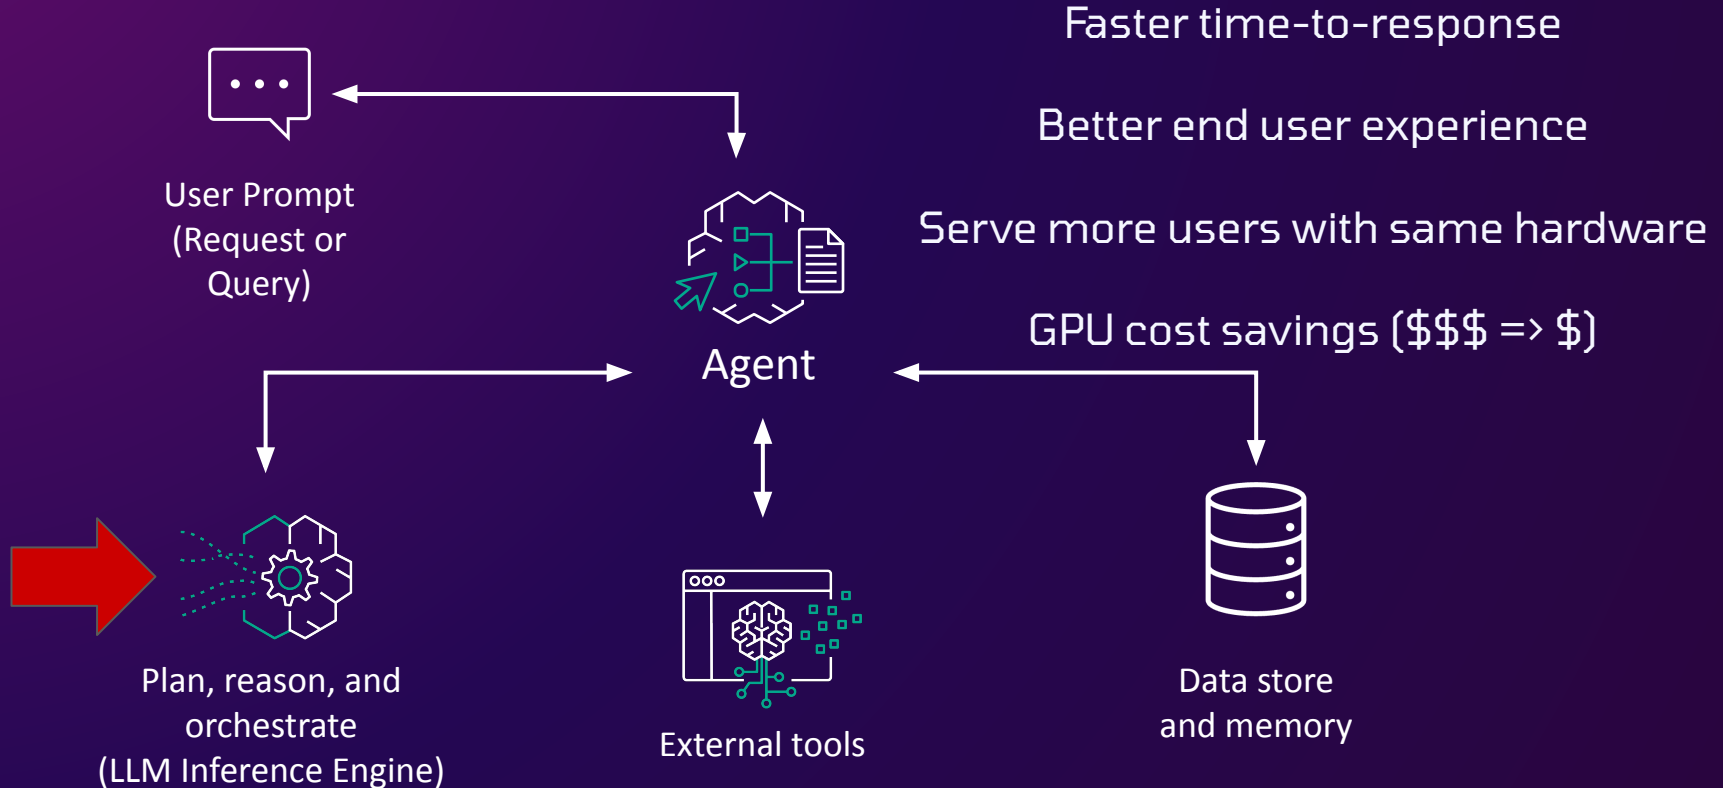 Faster time-to-response
Better end user experience
Serve more users with same hardware
GPU cost savings ($$$ => $)
User Prompt
(Request or
Query)
Agent
Plan, reason, and
orchestrate
(LLM Inference Engine)
External tools
Data store
and memory